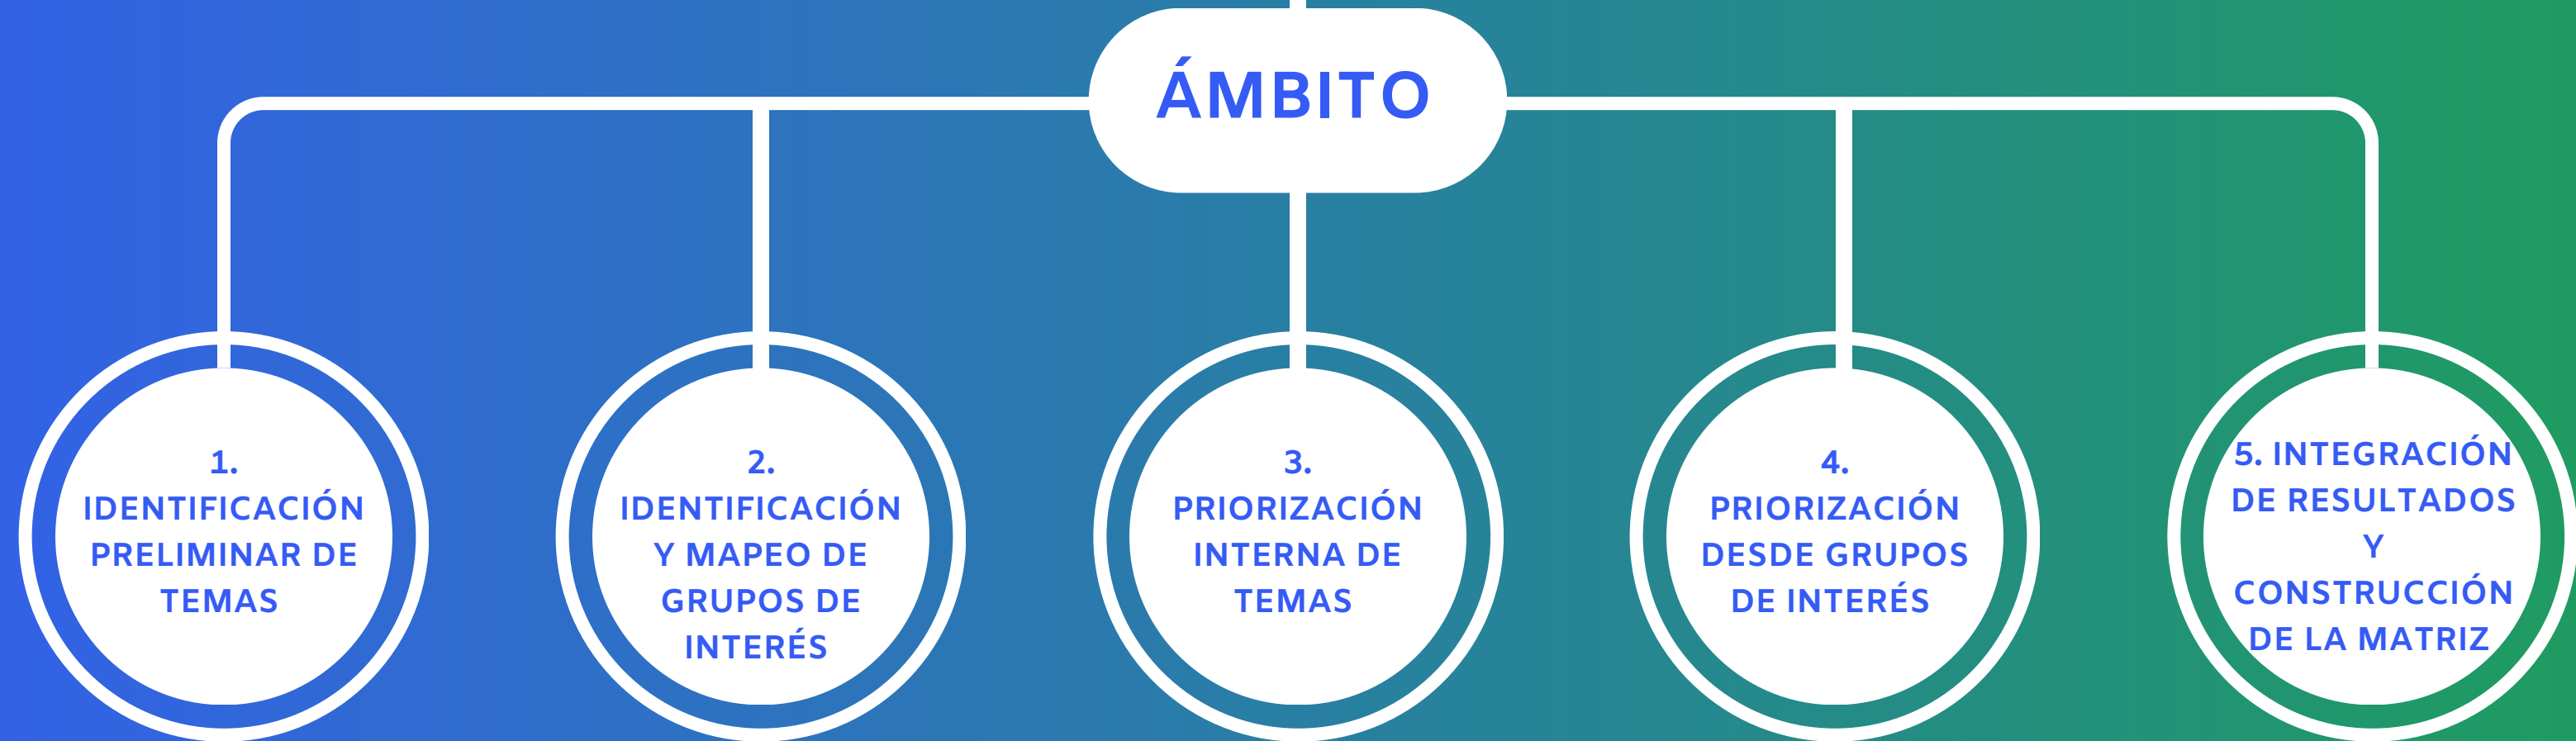 ÁMBITO
1.
IDENTIFICACIÓN
PRELIMINAR DE
TEMAS
2.
IDENTIFICACIÓN
Y MAPEO DE
GRUPOS DE
INTERÉS
3.
PRIORIZACIÓN
INTERNA DE
TEMAS
4.
PRIORIZACIÓN
DESDE GRUPOS
DE INTERÉS
5. INTEGRACIÓN
DE RESULTADOS
Y
CONSTRUCCIÓN
DE LA MATRIZ